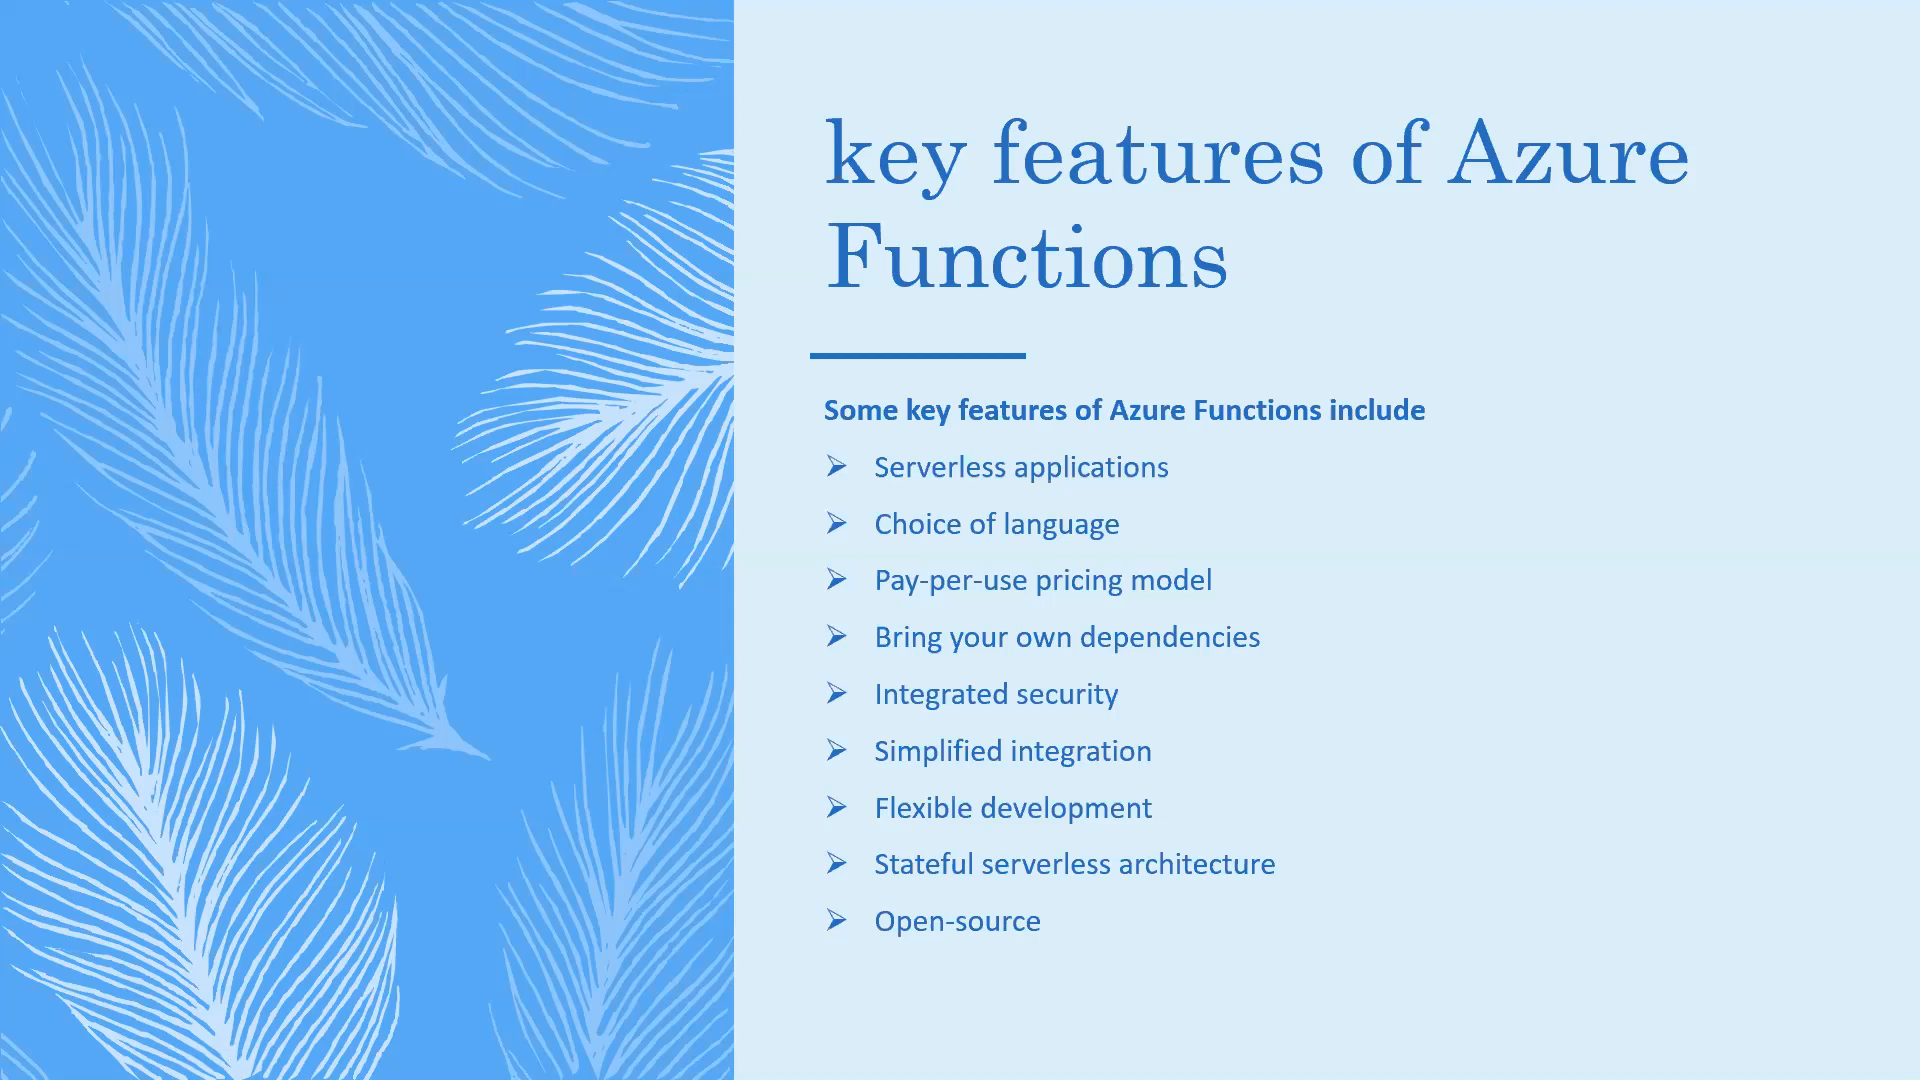 key features of Azure
Functions
Some key features of Azure Functions include
➢ Serverless applications
➢ Choice of language
➢ Pay-per-use pricing model
➢ Bring your own dependencies
➢ Integrated security
➢ Simplified integration
➢ Flexible development
➢ Stateful serverless architecture
➢ Open-source